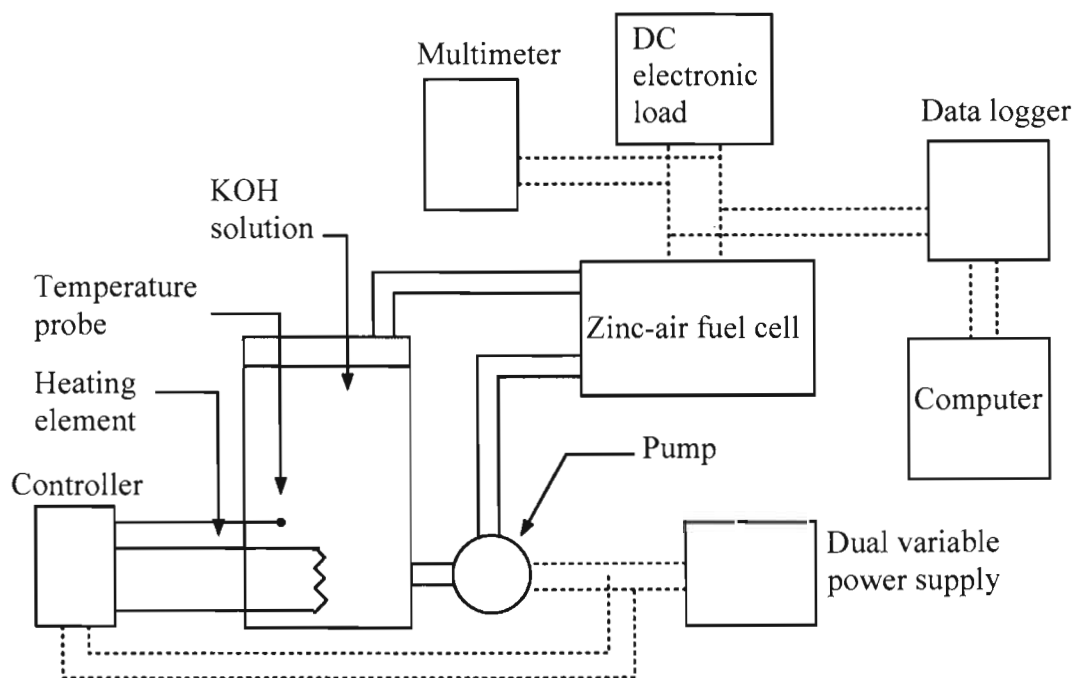 Multimeter
DC
electronic
load
Data logger
KOH
solution
Temperature
probe
Zinc-air fuel cell
Heating
element
Computer
Pump
Controller
Dual variable
power supply